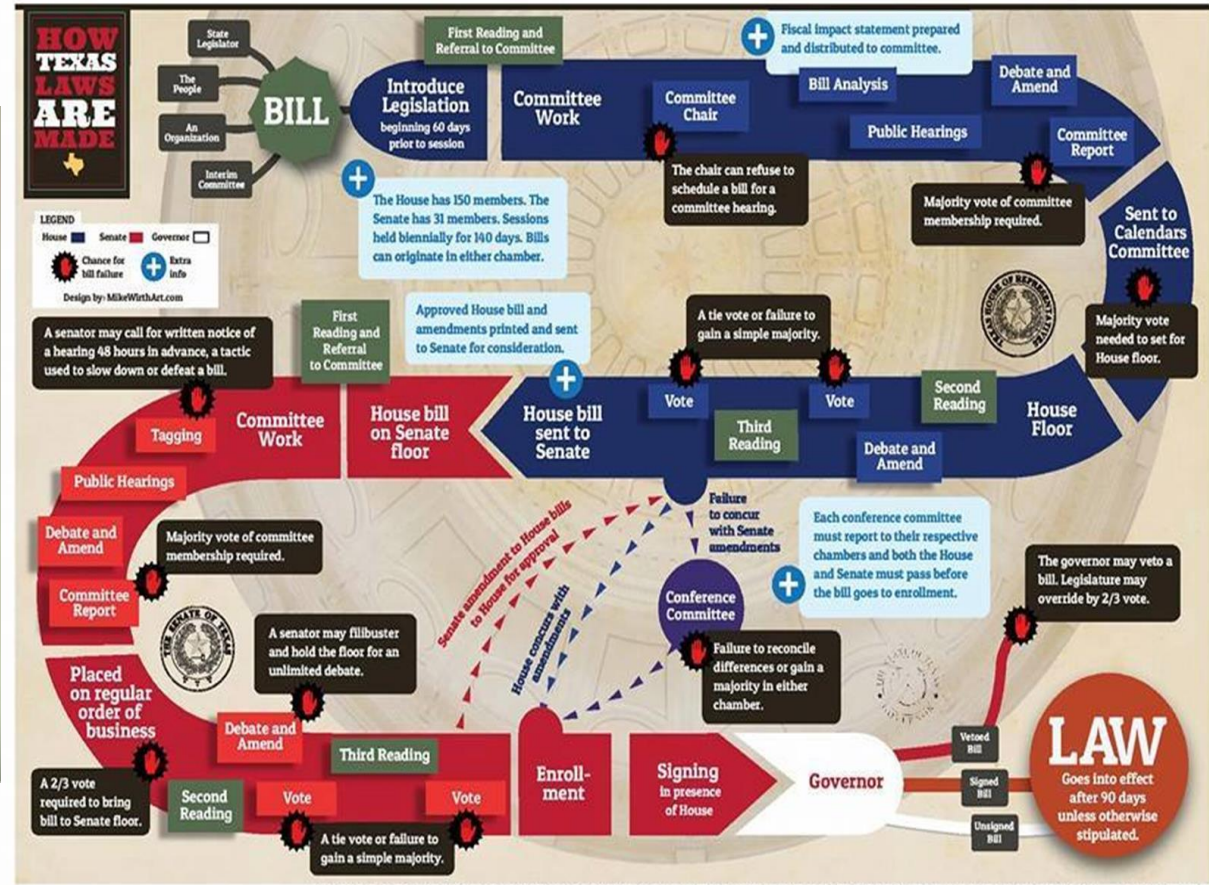 HOW
TEXAS
LAWS
ARE
MADE
State
Legislator
The
People
An
Organization
Interim
Committee
BILL
Introduce
Legislation
beginning 60 days
prior to session
First Reading and
Referral to Committee
Committee
Work
Committee
Chair
The chair can refuse to
schedule a bill for a
committee hearing.
Fiscal impact statement prepared
and distributed to committee.
Bill Analysis
Public Hearings
Debate and
Amend
Committee
Report
Majority vote of committee
membership required.
Sent to
Calendars
Committee
Majority vote
needed to set for
House floor.
The House has 150 members. The
Senate has 31 members. Sessions
held biennially for 140 days. Bills
can originate in either chamber.
LEGEND
House
Senate
Governor
Chance for
bill failure
Extra
info
Design by: MikeWirthArt.com
TEXAS HOUSE OF REPRESENTATIVES
House
Floor
Second
Reading
Debate and
Amend
Vote
Third
Reading
Vote
A tie vote or failure to
gain a simple majority.
House bill
sent to
Senate
Approved House bill and
amendments printed and sent
to Senate for consideration.
House bill
on Senate
floor
First
Reading and
Referral
to Committee
Committee
Work
A senator may call for written notice of
a hearing 48 hours in advance, a tactic
used to slow down or defeat a bill.
Tagging
Public Hearings
Debate and
Amend
Committee
Report
Majority vote of committee
membership required.
THE SENATE OF TEXAS
Placed
on regular
order of
business
A 2/3 vote
required to bring
bill to Senate floor.
Second
Reading
Debate and
Amend
A senator may filibuster
and hold the floor for an
unlimited debate.
Vote
Third Reading
Vote
A tie vote or failure to
gain a simple majority.
Senate amendment to House bills
to House for approval
House concurs with
amendments
Failure
to concur
with Senate
amendments
Conference
Committee
Each conference committee
must report to their respective
chambers and both the House
and Senate must pass before
the bill goes to enrollment.
Failure to reconcile
differences or gain a
majority in either
chamber.
Enroll-
ment
Signing
in presence
of House
Governor
The governor may veto a
bill. Legislature may
override by 2/3 vote.
Vetoed
Bill
Signed
Bill
Unsigned
Bill
LAW
Goes into effect
after 90 days
unless otherwise
stipulated.